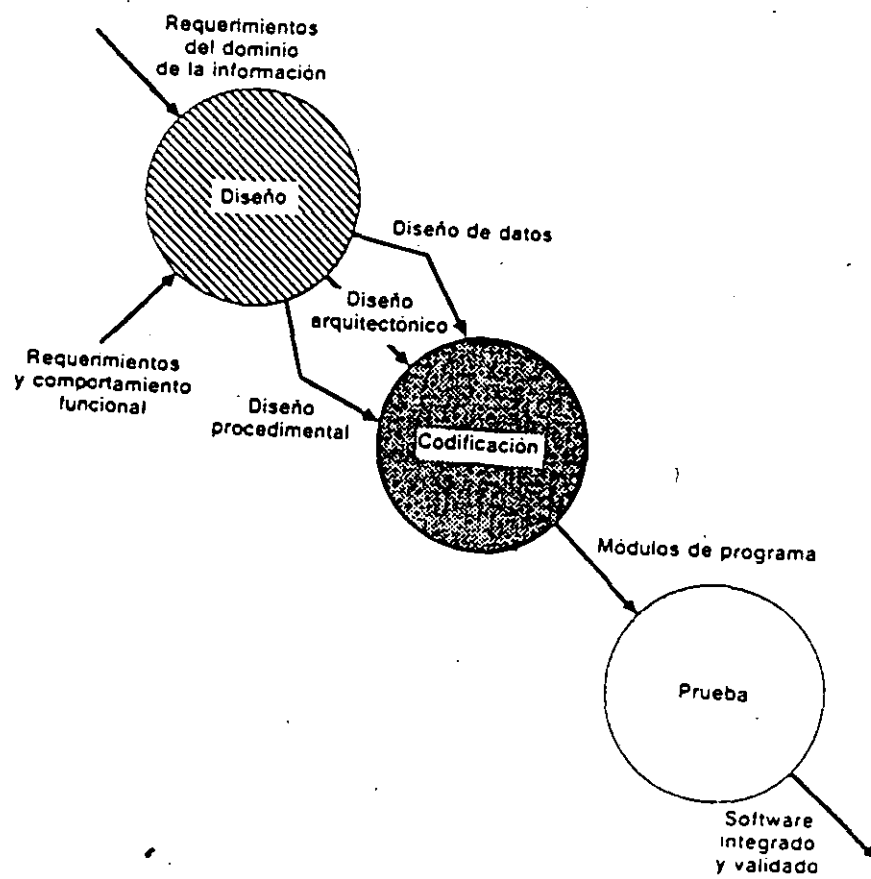 Requerimientos
del dominio
de la información
Diseño
Diseño de datos
Diseño
arquitectónico
Requerimientos
y comportamiento
funcional
Diseño
procedimental
Codificación
Módulos de programa
Prueba
Software
integrado
y validado